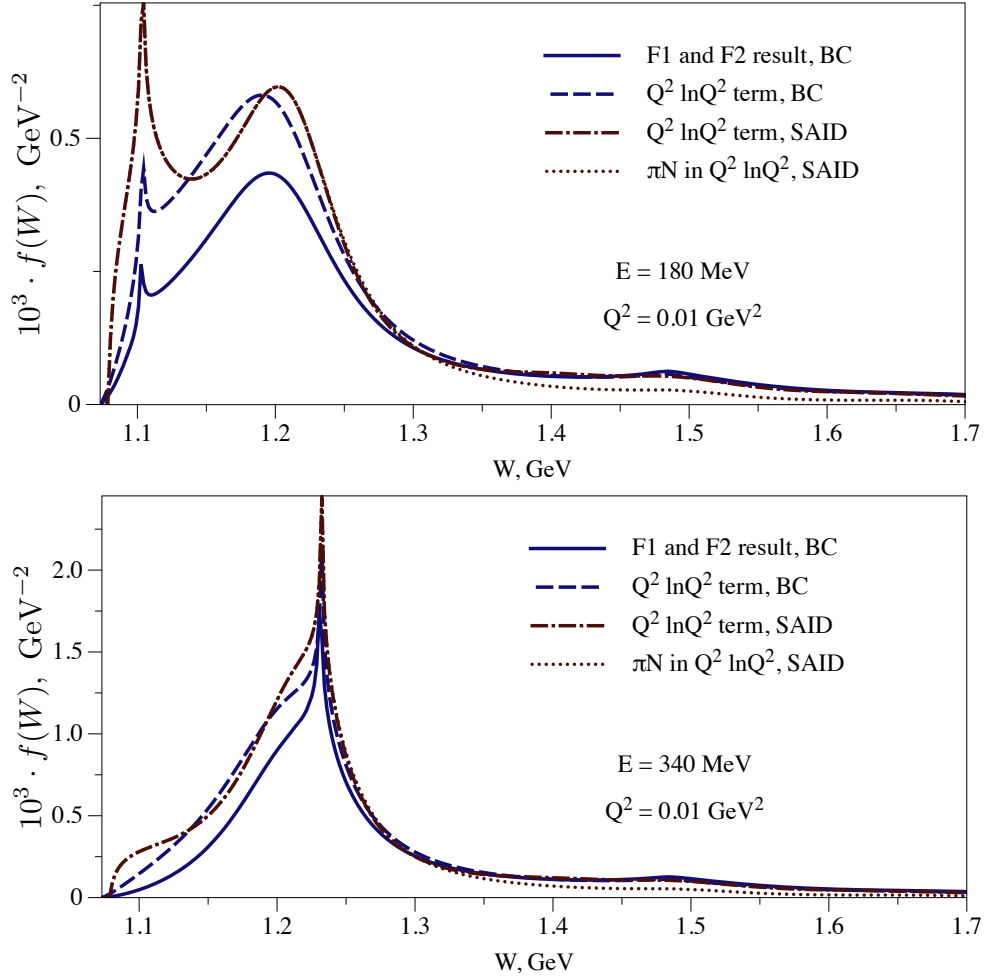 10³ · f(W), GeV⁻²
F1 and F2 result, BC
Q² lnQ² term, BC
Q² lnQ² term, SAID
πN in Q² lnQ², SAID
E = 180 MeV
Q² = 0.01 GeV²
0.5
0
1.1 1.2 1.3 1.4 1.5 1.6 1.7
W, GeV
10³ · f(W), GeV⁻²
F1 and F2 result, BC
Q² lnQ² term, BC
Q² lnQ² term, SAID
πN in Q² lnQ², SAID
E = 340 MeV
Q² = 0.01 GeV²
2.0
1.5
1.0
0.5
0
1.1 1.2 1.3 1.4 1.5 1.6 1.7
W, GeV